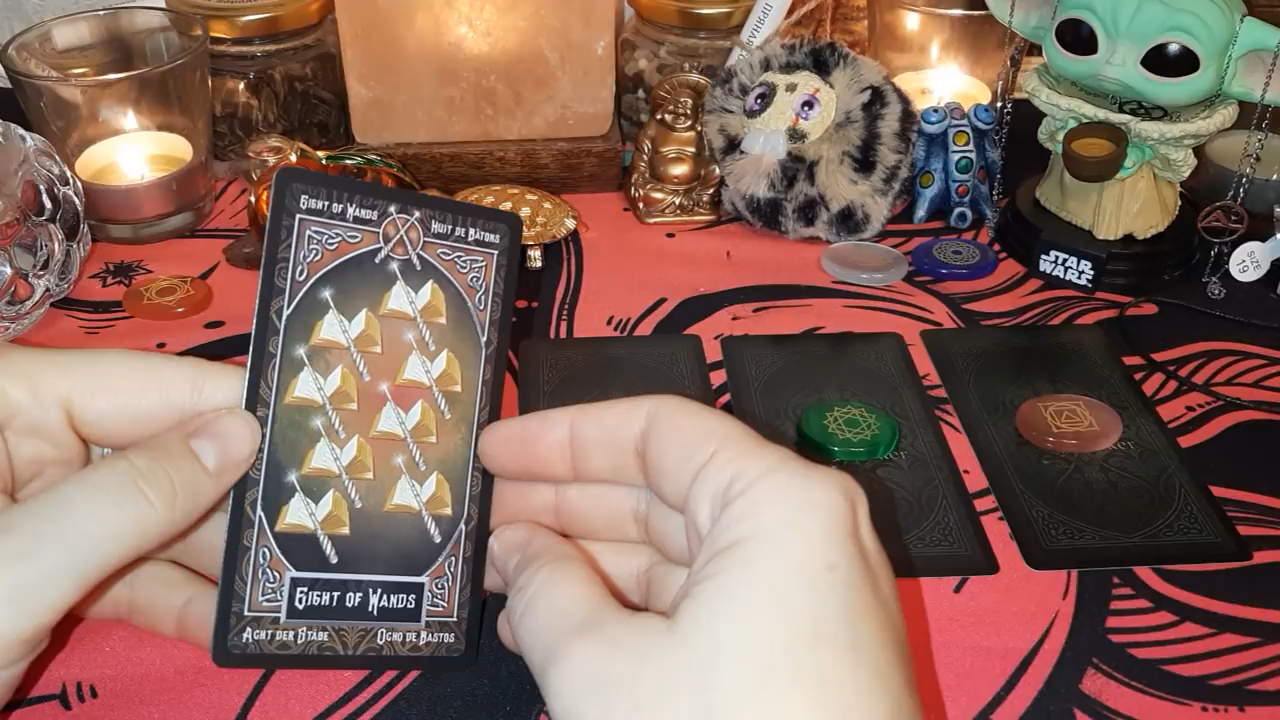 ПРЯНАЯ
EIGHT OF WANDS
HUIT DE BÂTONS
STAR
WARS
SIZE
19
EIGHT OF WANDS
ACHT DER STÄBE
OCHO DE BASTOS